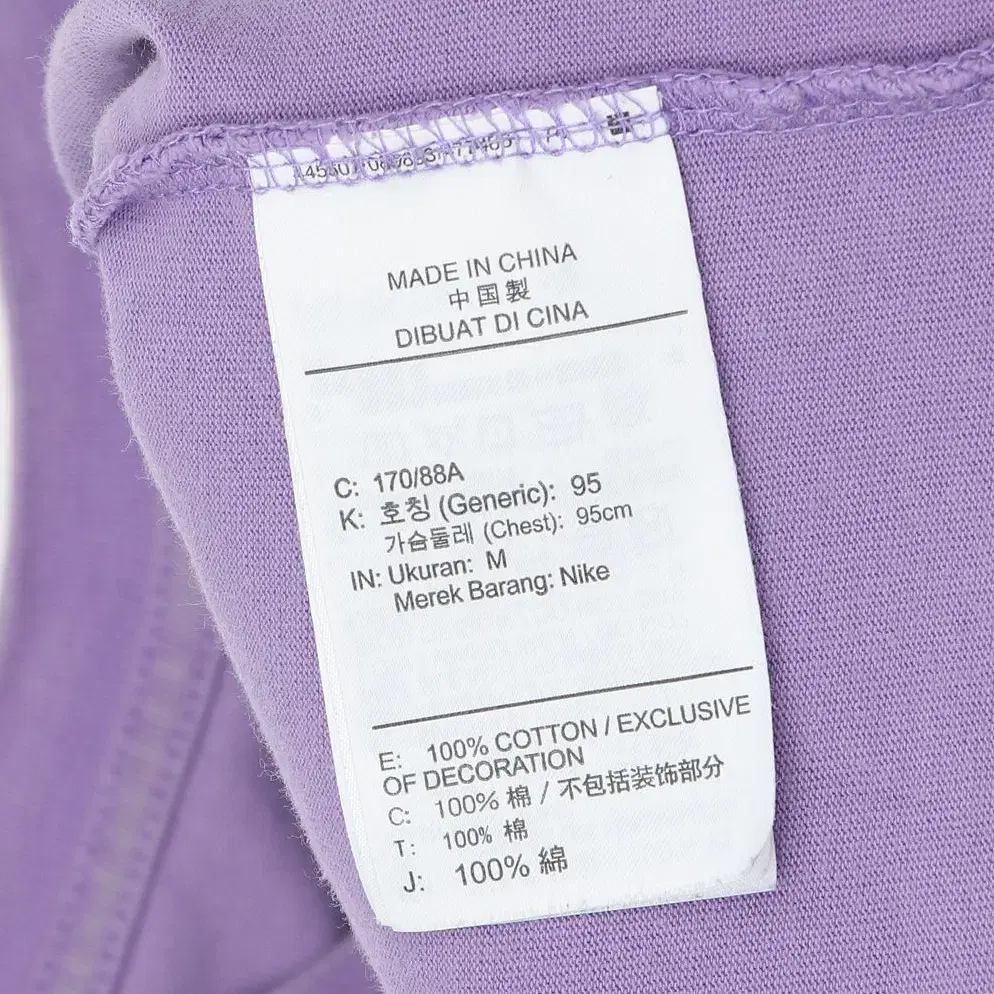 MADE IN CHINA
中国製
DIBUAT DI CINA
C: 170/88A
K: 호칭 (Generic): 95
가슴둘레 (Chest): 95cm
IN: Ukuran: M
Merek Barang: Nike
E: 100% COTTON / EXCLUSIVE
OF DECORATION
C: 100% 棉 / 不包括装饰部分
T: 100% 棉
J: 100% 綿